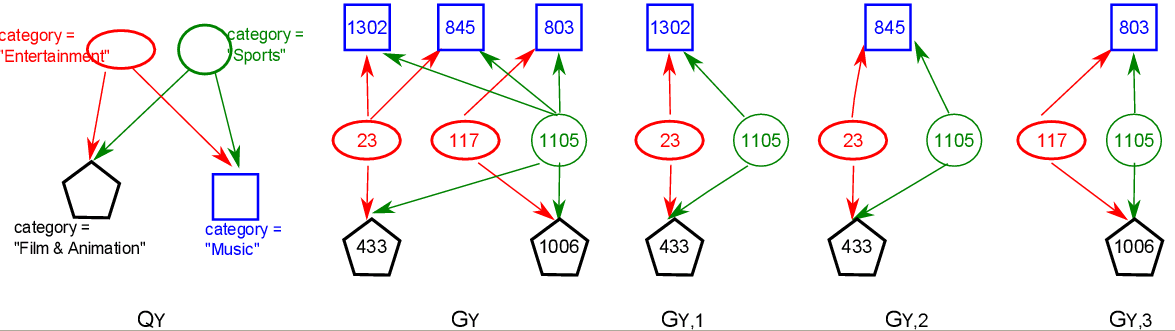 category =
"Entertainment"
category =
"Sports"
category =
"Film & Animation"
category =
"Music"
QY
1302
845
803
23
117
1105
433
1006
GY
1302
23
1105
433
GY,1
845
23
1105
433
GY,2
803
117
1105
1006
GY,3